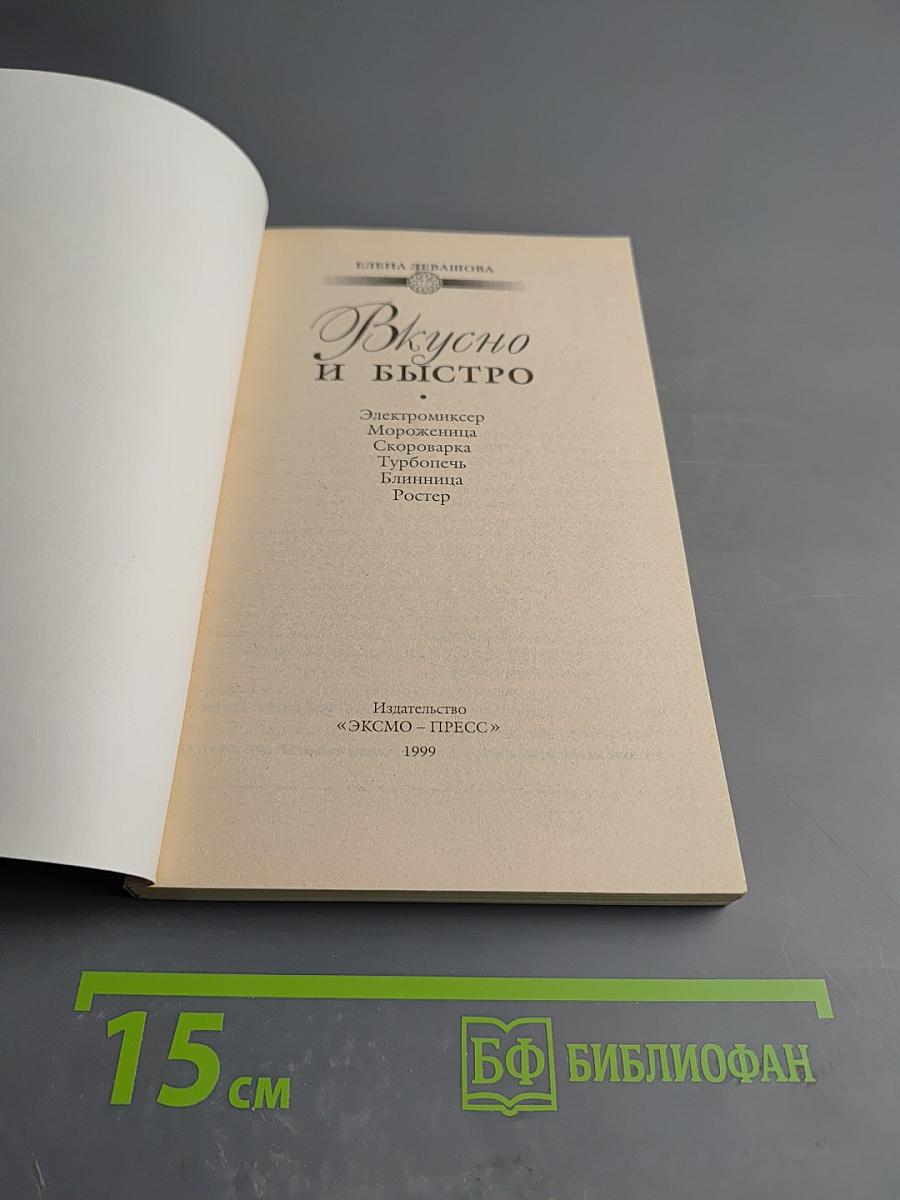 ЕЛЕНА ЛЕВАШОВА
Вкусно
И БЫСТРО
•
Электромиксер
Мороженица
Скороварка
Турбопечь
Блинница
Ростер
Издательство
«ЭКСМО – ПРЕСС»
1999
15 см
БФ БИБЛИОФАН